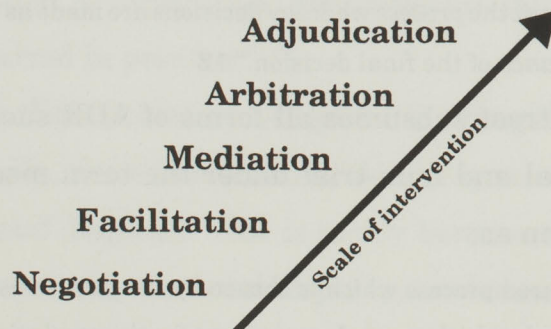 Adjudication
Arbitration
Mediation
Facilitation
Negotiation
Scale of intervention